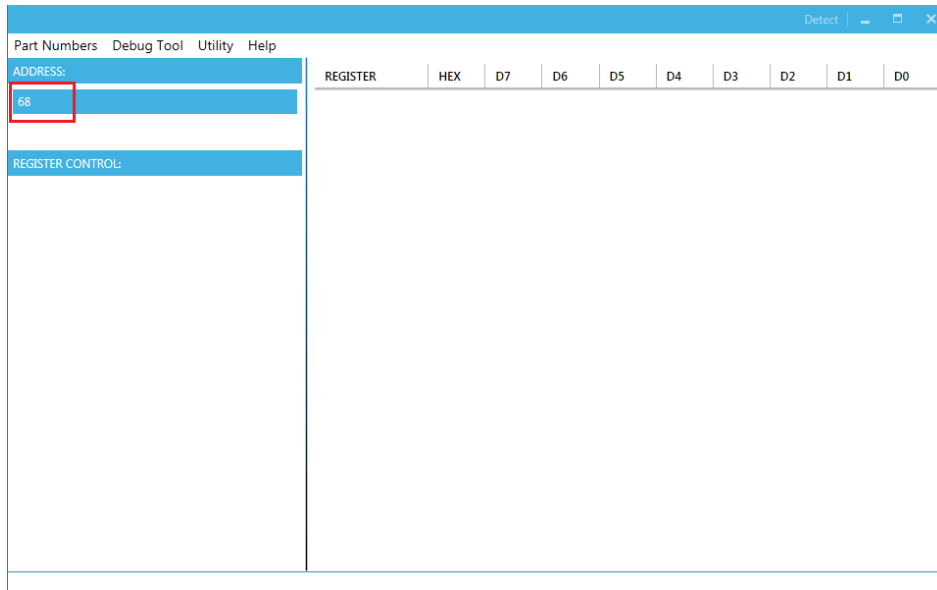 Detect
Part Numbers Debug Tool Utility Help
ADDRESS:
68
REGISTER CONTROL:
REGISTER HEX D7 D6 D5 D4 D3 D2 D1 D0